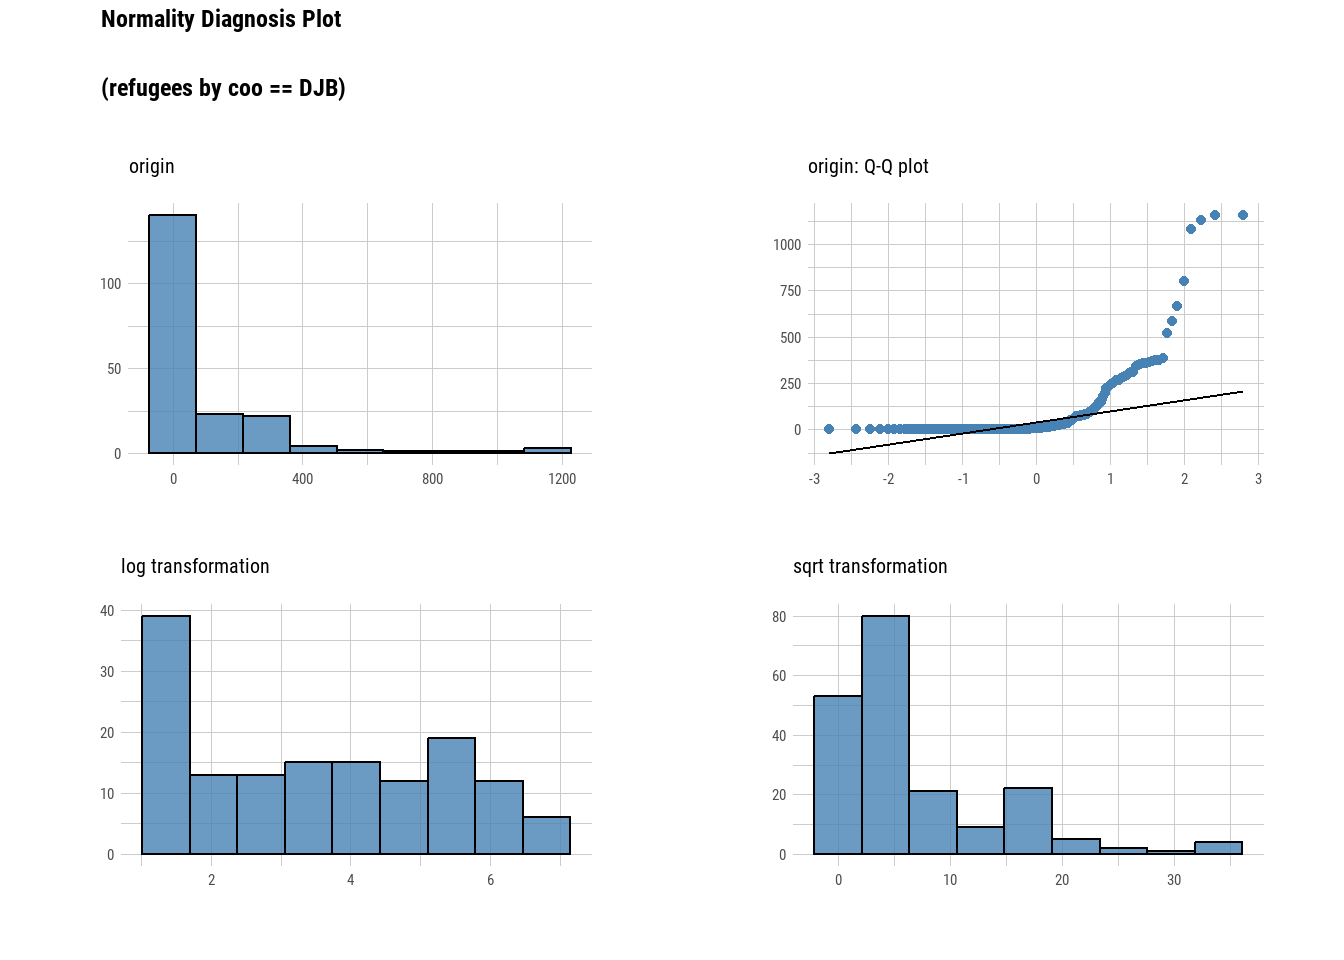 Normality Diagnosis Plot
(refugees by coo == DJB)
origin
100
50
0
0 400 800 1200
origin: Q-Q plot
1000
750
500
250
0
-3 -2 -1 0 1 2 3
log transformation
40
30
20
10
0
2 4 6
sqrt transformation
80
60
40
20
0
0 10 20 30